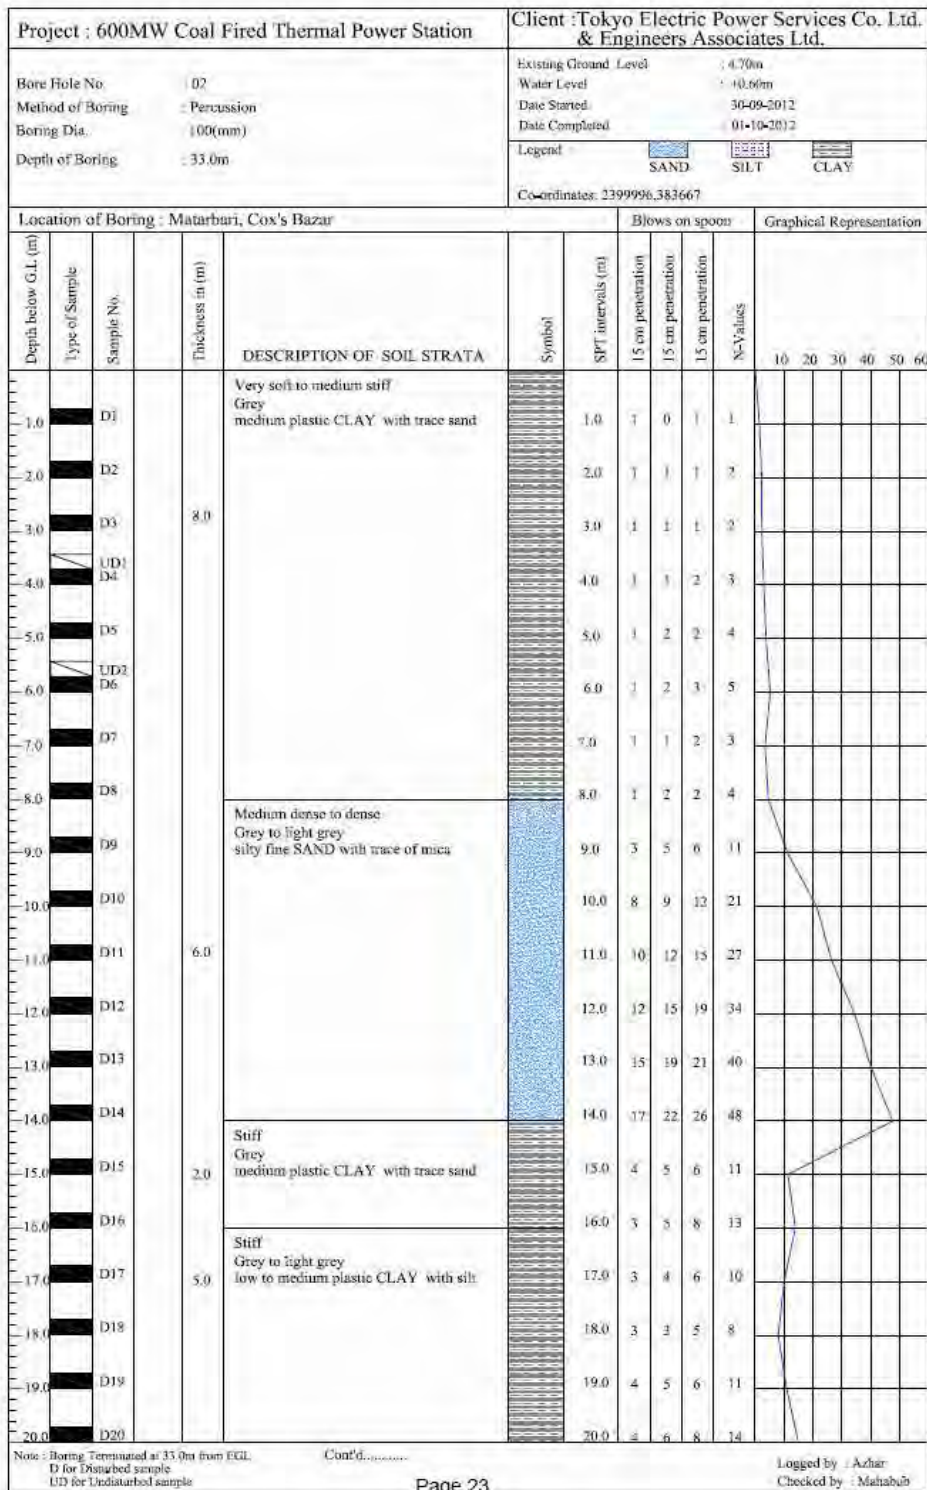 Project : 600MW Coal Fired Thermal Power Station
Client :Tokyo Electric Power Services Co. Ltd.
& Engineers Associates Ltd.
Bore Hole No. : 02
Method of Boring : Percussion
Boring Dia. : 100(mm)
Depth of Boring : 33.0m
Existing Ground Level : 4.70m
Water Level : +0.60m
Date Started : 30-09-2012
Date Completed : 01-10-2012
Legend
SAND SILT CLAY
Co-ordinates: 2399996,383667
Location of Boring : Matarbari, Cox's Bazar
Blows on spoon
Graphical Representation
Depth below G.L (m)
Type of Sample
Sample No.
Thickness in (m)
DESCRIPTION OF SOIL STRATA
Symbol
SPT intervals (m)
15 cm penetration
15 cm penetration
15 cm penetration
N-Values
10 20 30 40 50 60
Very soft to medium stiff
Grey
medium plastic CLAY with trace sand
1.0 D1 1.0 1 0 1 1
2.0 D2 2.0 1 1 1 2
3.0 D3 8.0 3.0 1 1 1 2
UD1
4.0 D4 4.0 1 1 2 3
5.0 D5 5.0 1 2 2 4
UD2
6.0 D6 6.0 1 2 3 5
7.0 D7 7.0 1 1 2 3
8.0 D8 8.0 1 2 2 4
Medium dense to dense
Grey to light grey
silty fine SAND with trace of mica
9.0 D9 9.0 3 5 6 11
10.0 D10 10.0 8 9 12 21
11.0 D11 6.0 11.0 10 12 15 27
12.0 D12 12.0 12 15 19 34
13.0 D13 13.0 15 19 21 40
14.0 D14 14.0 17 22 26 48
Stiff
Grey
medium plastic CLAY with trace sand
15.0 D15 2.0 15.0 4 5 6 11
16.0 D16 16.0 3 5 8 13
Stiff
Grey to light grey
low to medium plastic CLAY with silt
17.0 D17 5.0 17.0 3 4 6 10
18.0 D18 18.0 3 3 5 8
19.0 D19 19.0 4 5 6 11
20.0 D20 20.0 4 6 8 14
Note : Boring Terminated at 33.0m from EGL
D for Disturbed sample
UD for Undisturbed sample
Cont'd............
Page 23
Logged by : Azhar
Checked by : Mahabub